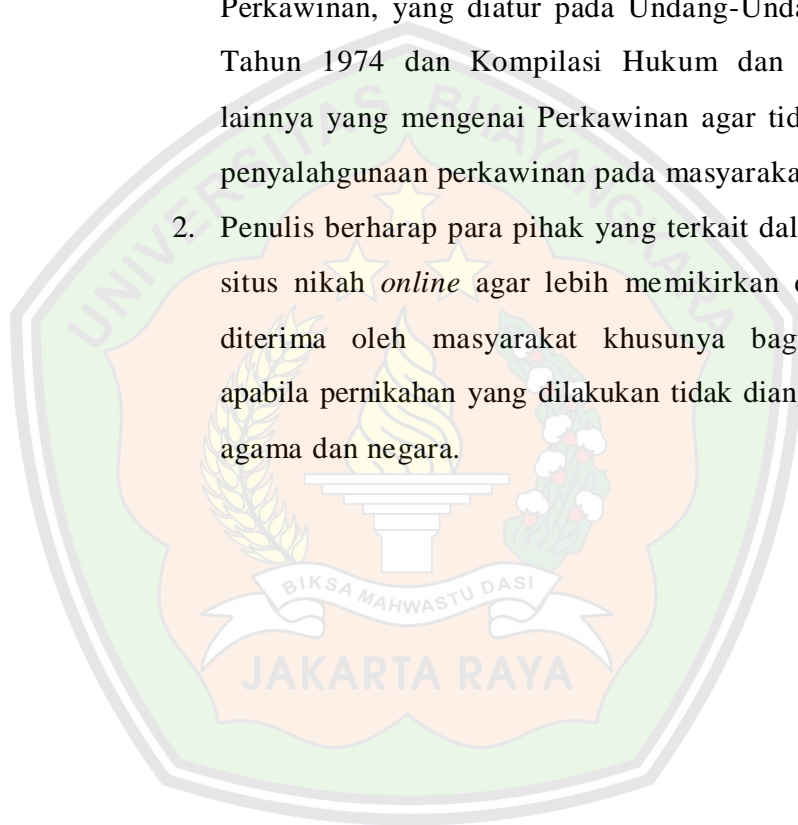 Perkawinan, yang diatur pada Undang-Unda
Tahun 1974 dan Kompilasi Hukum dan
lainnya yang mengenai Perkawinan agar tid
penyalahgunaan perkawinan pada masyaraka
2. Penulis berharap para pihak yang terkait dal
situs nikah online agar lebih memikirkan
diterima oleh masyarakat khusunya bag
apabila pernikahan yang dilakukan tidak dian
agama dan negara.
UNIVERSITAS BHAYANGKARA
BIKSA MAHWASTU DASI
JAKARTA RAYA